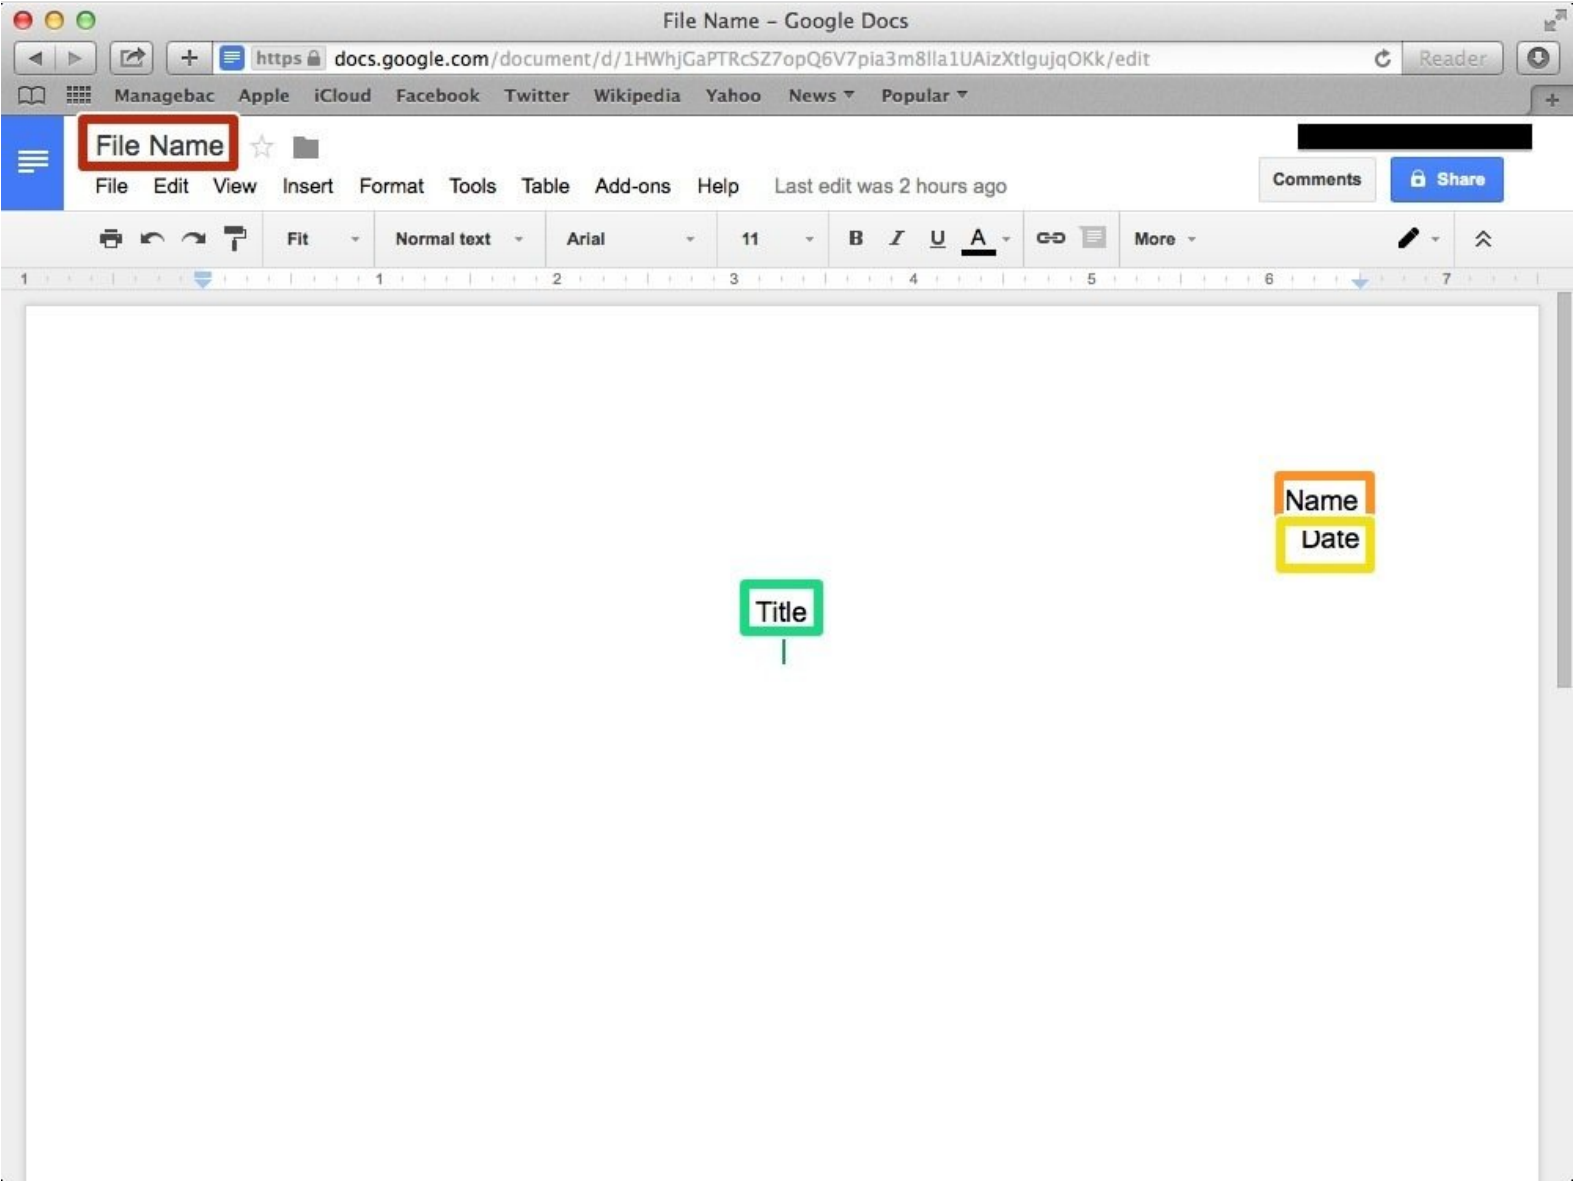 File Name – Google Docs
https docs.google.com/document/d/1HWhjGaPTRcSZ7opQ6V7pia3m8lla1UAizXtlgujqOKk/edit Reader
Managebac Apple iCloud Facebook Twitter Wikipedia Yahoo News Popular
File Name
File Edit View Insert Format Tools Table Add-ons Help Last edit was 2 hours ago Comments Share
Fit Normal text Arial 11 B I U A More
1 1 2 3 4 5 6 7
Name
Date
Title